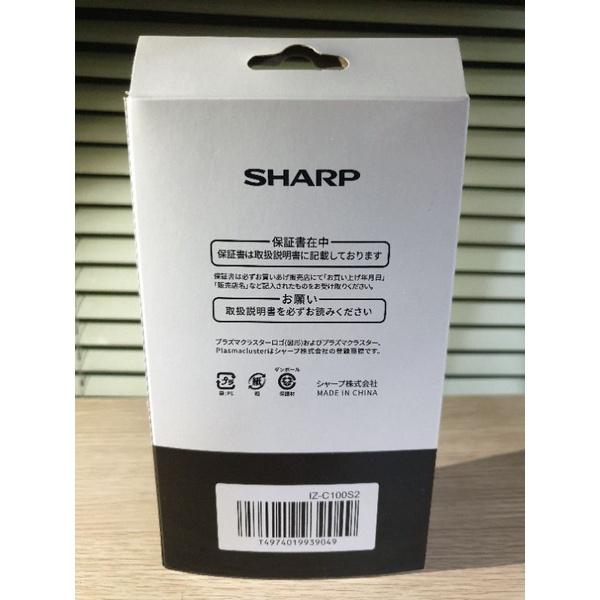 SHARP
保証書在中
保証書は取扱説明書に記載しております
保証書は必ずお買いあげ販売店にて「お買い上げ年月日」
「販売店名」など記入されたものをお受け取りください。
お願い
取扱説明書を必ずお読みください
プラズマクラスターロゴ(図形)およびプラズマクラスター、
Plasmaclusterはシャープ株式会社の登録商標です。
プラ
袋:PE
紙
箱
ダンボール
保護材
シャープ株式会社
MADE IN CHINA
IZ-C100S2
T4974019939049